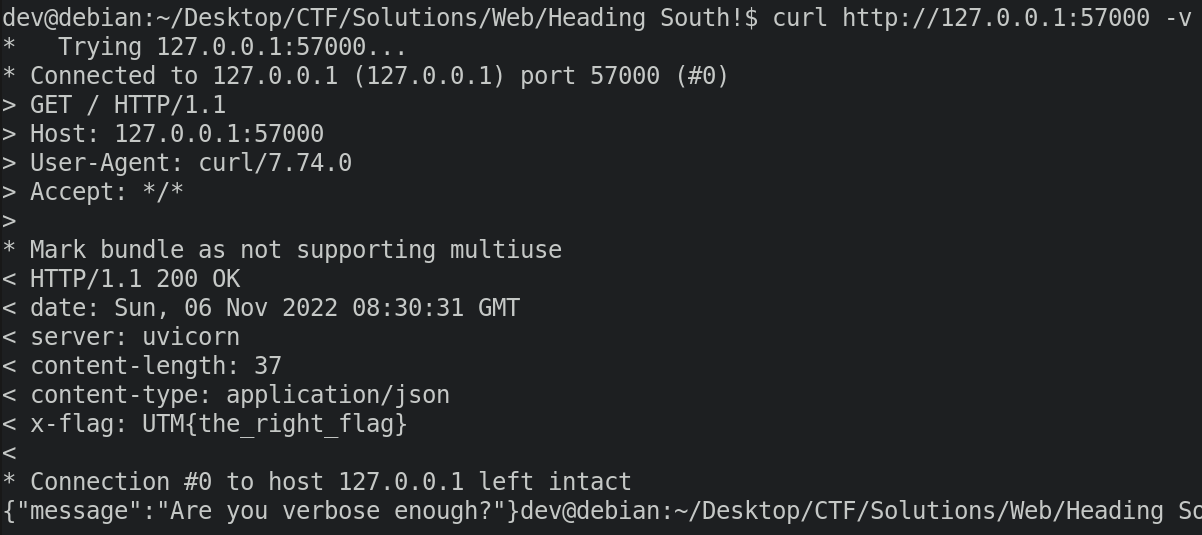 dev@debian:~/Desktop/CTF/Solutions/Web/Heading South!$ curl http://127.0.0.1:57000 -v
*   Trying 127.0.0.1:57000...
* Connected to 127.0.0.1 (127.0.0.1) port 57000 (#0)
> GET / HTTP/1.1
> Host: 127.0.0.1:57000
> User-Agent: curl/7.74.0
> Accept: */*
>
* Mark bundle as not supporting multiuse
< HTTP/1.1 200 OK
< date: Sun, 06 Nov 2022 08:30:31 GMT
< server: uvicorn
< content-length: 37
< content-type: application/json
< x-flag: UTM{the_right_flag}
<
* Connection #0 to host 127.0.0.1 left intact
{"message":"Are you verbose enough?"}dev@debian:~/Desktop/CTF/Solutions/Web/Heading So